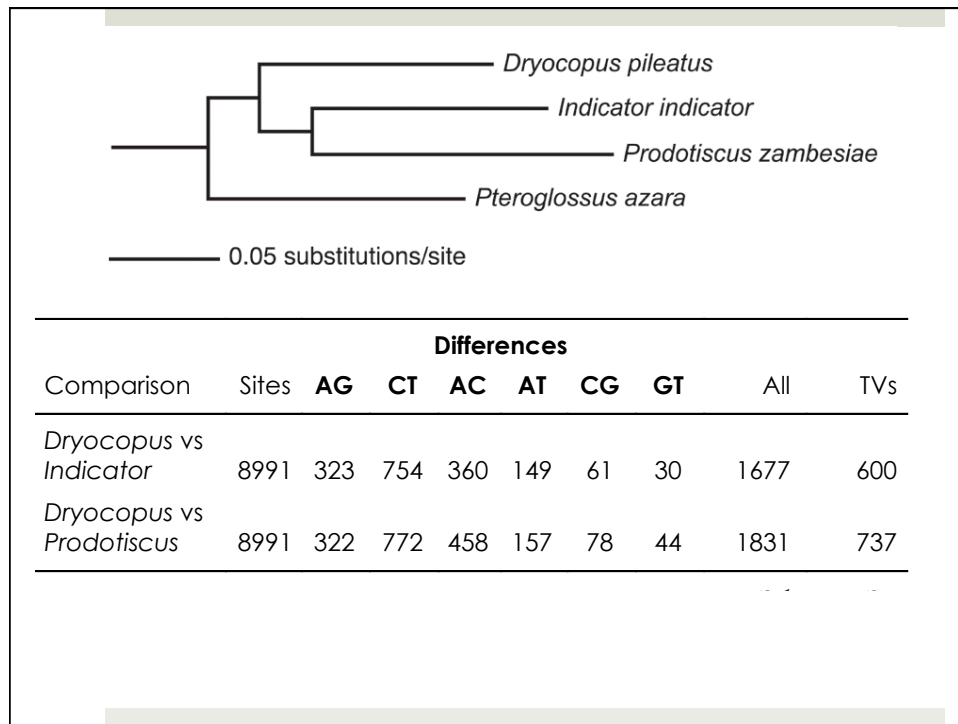 Dryocopus pileatus
Indicator indicator
Prodotiscus zambesiae
Pteroglossus azara
0.05 substitutions/site
Differences
Comparison Sites AG CT AC AT CG GT All TVs
Dryocopus vs
Indicator 8991 323 754 360 149 61 30 1677 600
Dryocopus vs
Prodotiscus 8991 322 772 458 157 78 44 1831 737